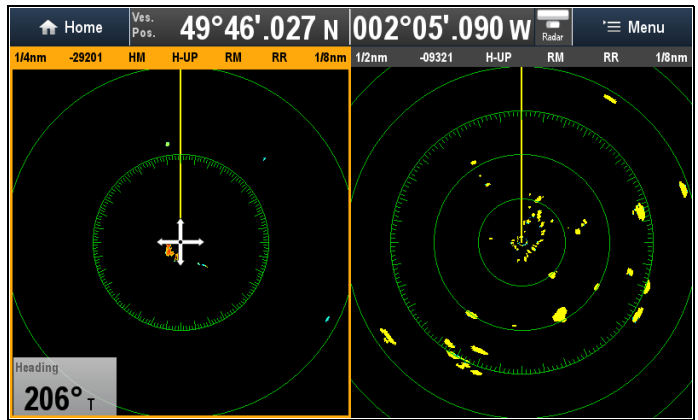 Home
Ves. Pos. 49°46'.027 N 002°05'.090 W
Radar
Menu
1/4nm -29201 HM H-UP RM RR 1/8nm
1/2nm -09321 H-UP RM RR 1/8nm
Heading
206° T